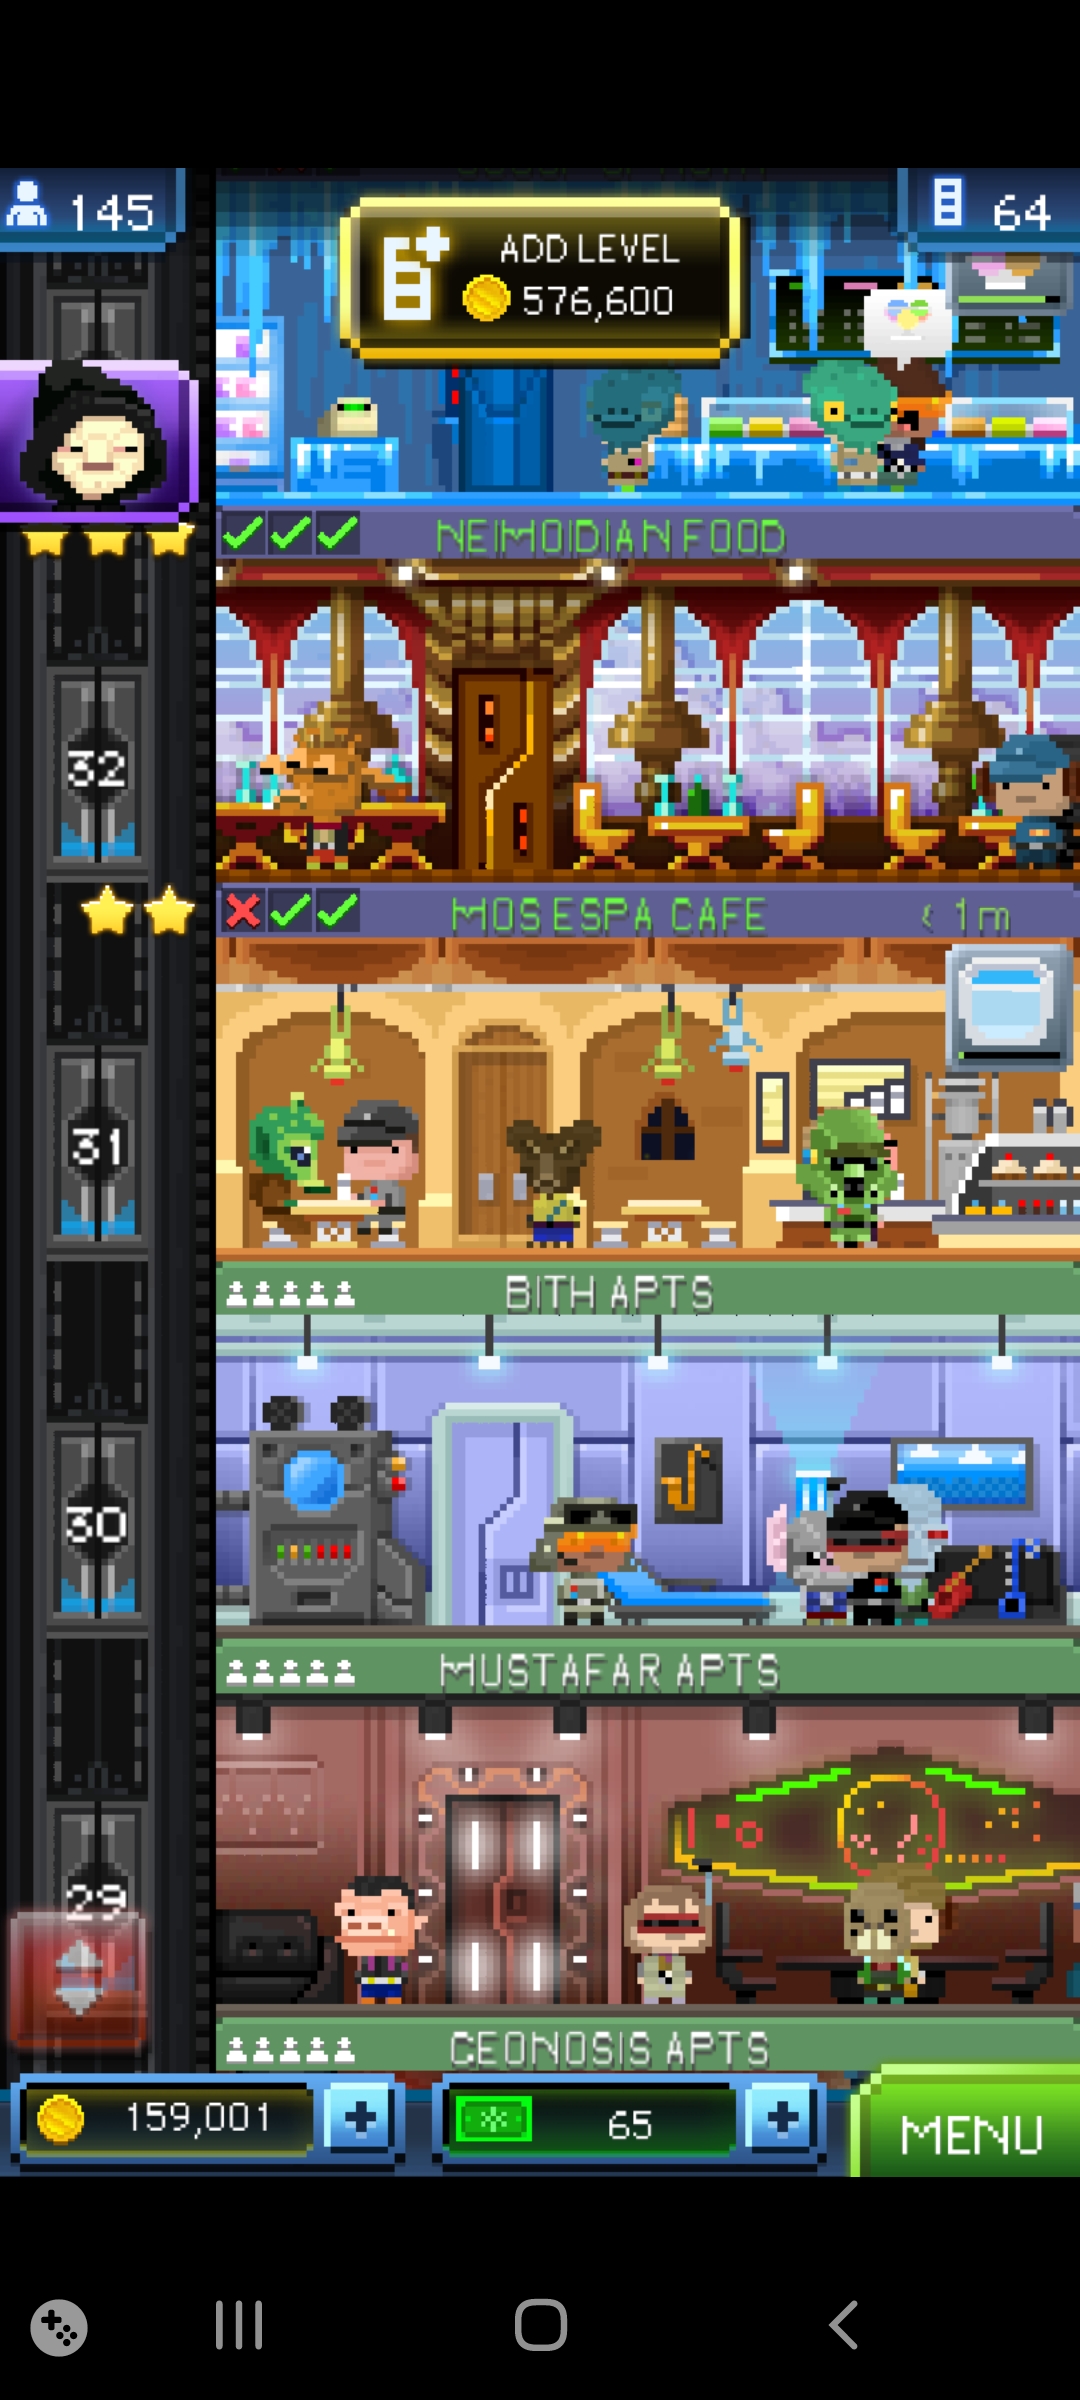 145
64
ADD LEVEL
576,600
NEIMOIDIAN FOOD
32
MOS ESPA CAFE
< 1m
31
BITH APTS
30
MUSTAFAR APTS
29
GEONOSIS APTS
159,001
65
MENU